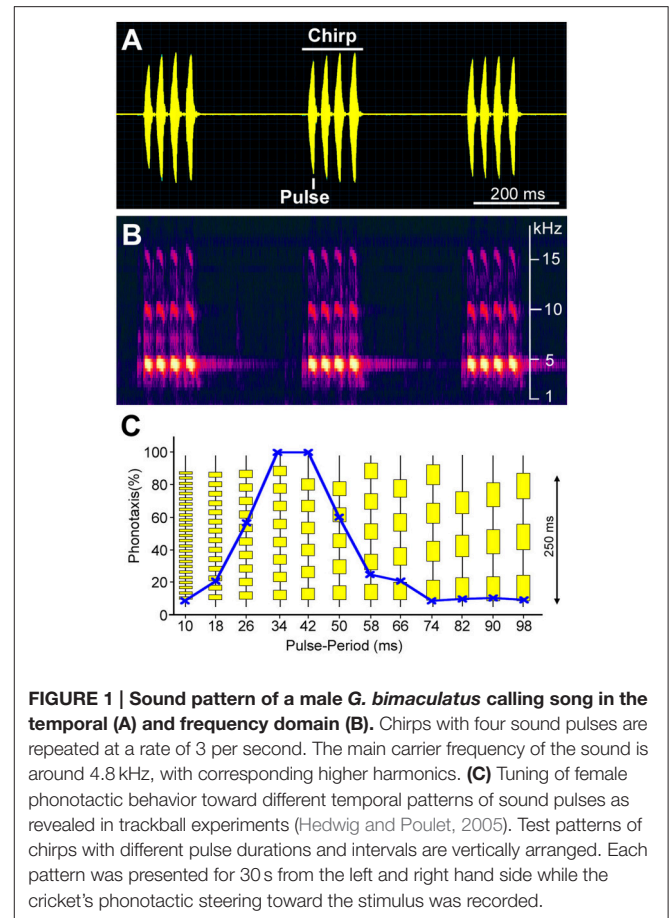 A
Chirp
Pulse
200 ms
B
kHz
15
10
5
1
C
Phonotaxis(%)
100
80
60
40
20
0
250 ms
10 18 26 34 42 50 58 66 74 82 90 98
Pulse-Period (ms)
FIGURE 1 | Sound pattern of a male G. bimaculatus calling song in the
temporal (A) and frequency domain (B). Chirps with four sound pulses are
repeated at a rate of 3 per second. The main carrier frequency of the sound is
around 4.8 kHz, with corresponding higher harmonics. (C) Tuning of female
phonotactic behavior toward different temporal patterns of sound pulses as
revealed in trackball experiments (Hedwig and Poulet, 2005). Test patterns of
chirps with different pulse durations and intervals are vertically arranged. Each
pattern was presented for 30 s from the left and right hand side while the
cricket's phonotactic steering toward the stimulus was recorded.